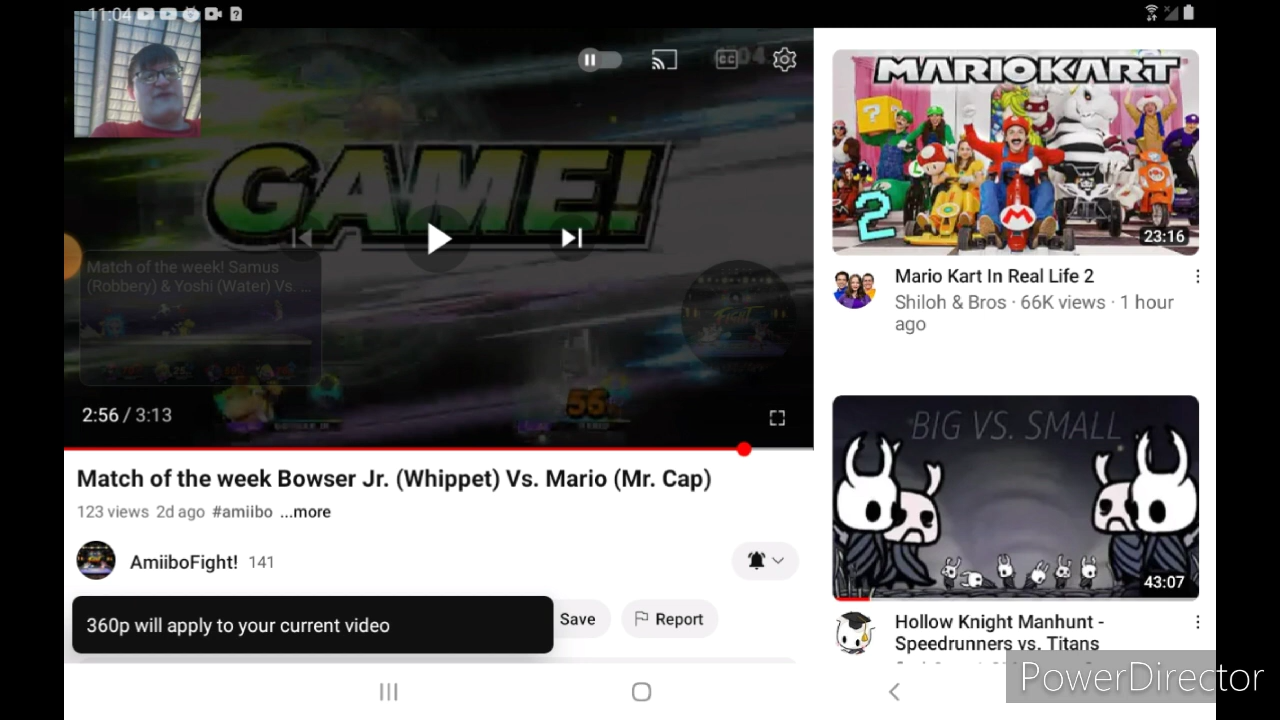 11:04
GAME!
Match of the week! Samus
(Robbery) & Yoshi (Water) Vs. ...
FIGHT
56
2:56 / 3:13
Match of the week Bowser Jr. (Whippet) Vs. Mario (Mr. Cap)
123 views 2d ago #amiibo ...more
AmiiboFight! 141
360p will apply to your current video
Save
Report
MARIOKART
2
M
23:16
Mario Kart In Real Life 2
Shiloh & Bros · 66K views · 1 hour
ago
BIG VS. SMALL
43:07
Hollow Knight Manhunt -
Speedrunners vs. Titans
PowerDirector